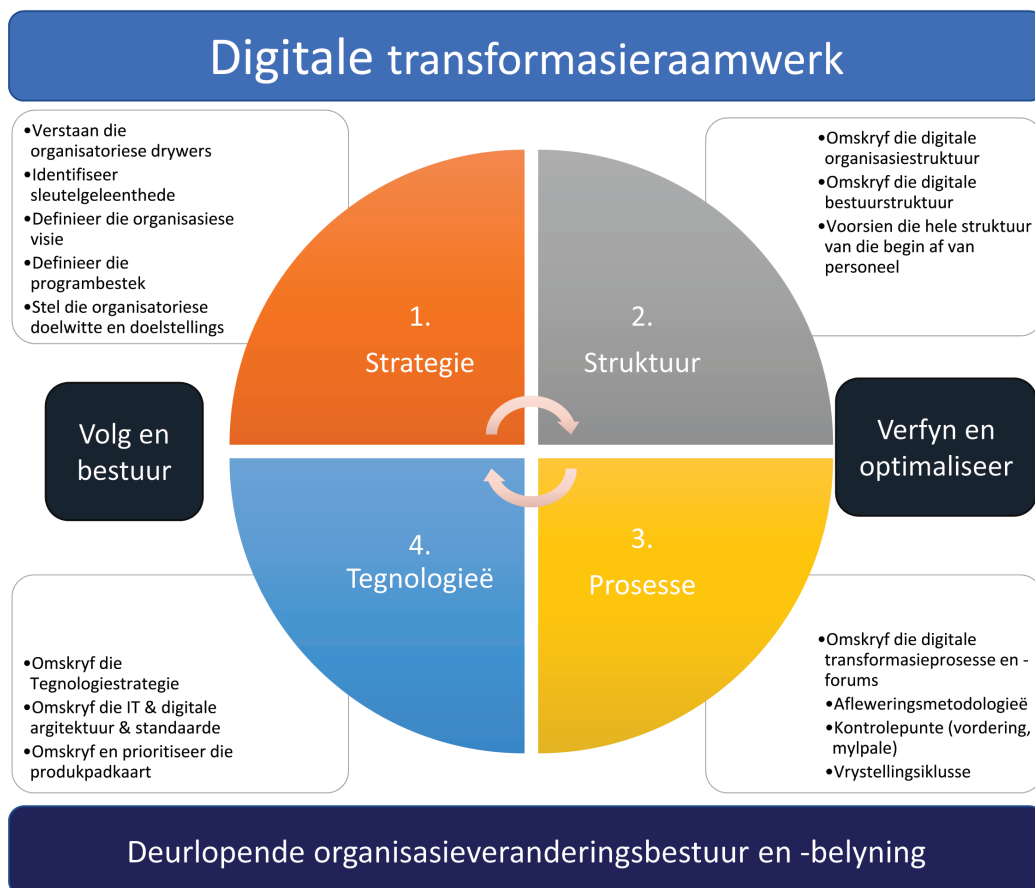 Digitale transformasieraamwerk
•Verstaan die
organisatoriese drywers
•Identifiseer
sleutelgeleenthede
•Definieer die organisasiese
visie
•Definieer die
programbestek
•Stel die organisatoriese
doelwitte en doelstellings
•Omskryf die digitale
organisasiestruktuur
•Omskryf die digitale
bestuurstruktuur
•Voorsien die hele struktuur
van die begin af van
personeel
1.
Strategie
2.
Struktuur
Volg en
bestuur
Verfyn en
optimaliseer
4.
Tegnologieë
3.
Prosesse
•Omskryf die
Tegnologiestrategie
•Omskryf die IT & digitale
argitektuur & standaarde
•Omskryf en prioritiseer die
produkpadkaart
•Omskryf die digitale
transformasieprosesse en -
forums
•Afleweringsmetodologieë
•Kontrolepunte (vordering,
mylpale)
•Vrystellingsiklusse
Deurlopende organisasieveranderingsbestuur en -belyning